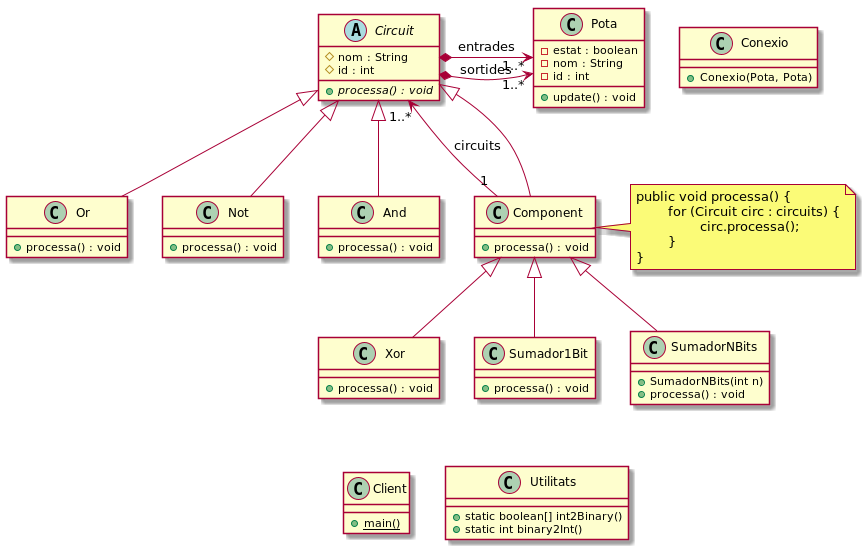 A Circuit
nom : String
id : int
processa() : void
entrades
1..*
sortides
1..*
C Pota
estat : boolean
nom : String
id : int
update() : void
C Conexio
Conexio(Pota, Pota)
1..*
circuits
1
C Or
processa() : void
C Not
processa() : void
C And
processa() : void
C Component
processa() : void
public void processa() {
for (Circuit circ : circuits) {
circ.processa();
}
}
C Xor
processa() : void
C Sumador1Bit
processa() : void
C SumadorNBits
SumadorNBits(int n)
processa() : void
C Client
main()
C Utilitats
static boolean[] int2Binary()
static int binary2Int()